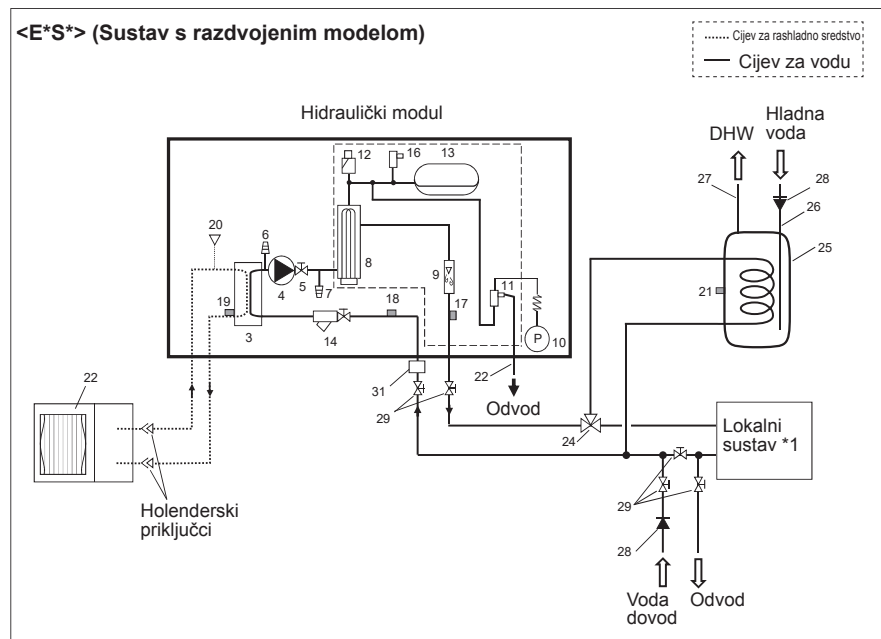 <E*S*> (Sustav s razdvojenim modelom)
Cijev za rashladno sredstvo
Cijev za vodu
Hidraulički modul
DHW
Hladna
voda
12
16
13
27
28
26
20
6
25
8
9
4
5
7
11
21
19
18
17
3
14
P
10
22
31
22
29
Odvod
24
Lokalni
sustav *1
Holenderski
priključci
29
28
Voda
dovod
Odvod